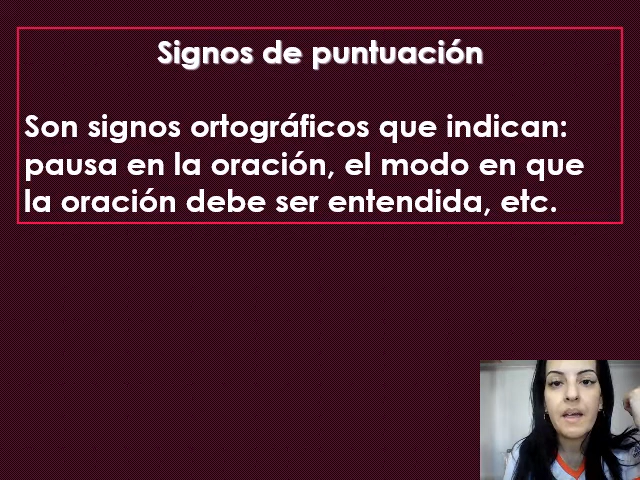 Signos de puntuación
Son signos ortográficos que indican:
pausa en la oración, el modo en que
la oración debe ser entendida, etc.